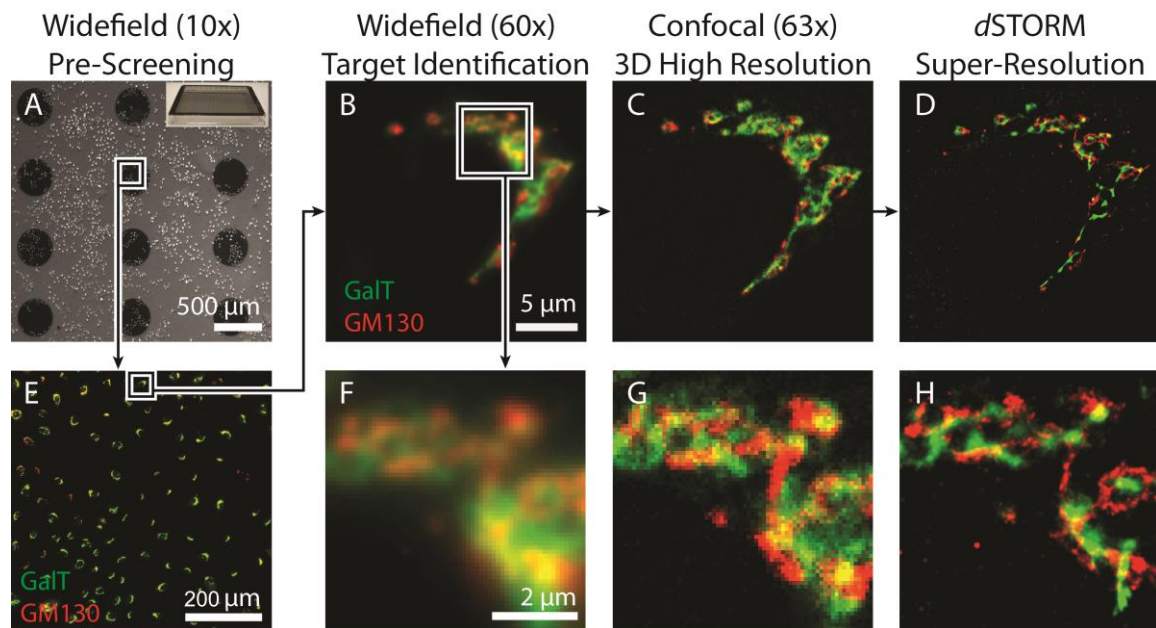 Widefield (10x)
Pre-Screening
Widefield (60x)
Target Identification
Confocal (63x)
3D High Resolution
dSTORM
Super-Resolution
A
500 µm
B
GalT
GM130
5 µm
C
D
E
GalT
GM130
200 µm
F
2 µm
G
H